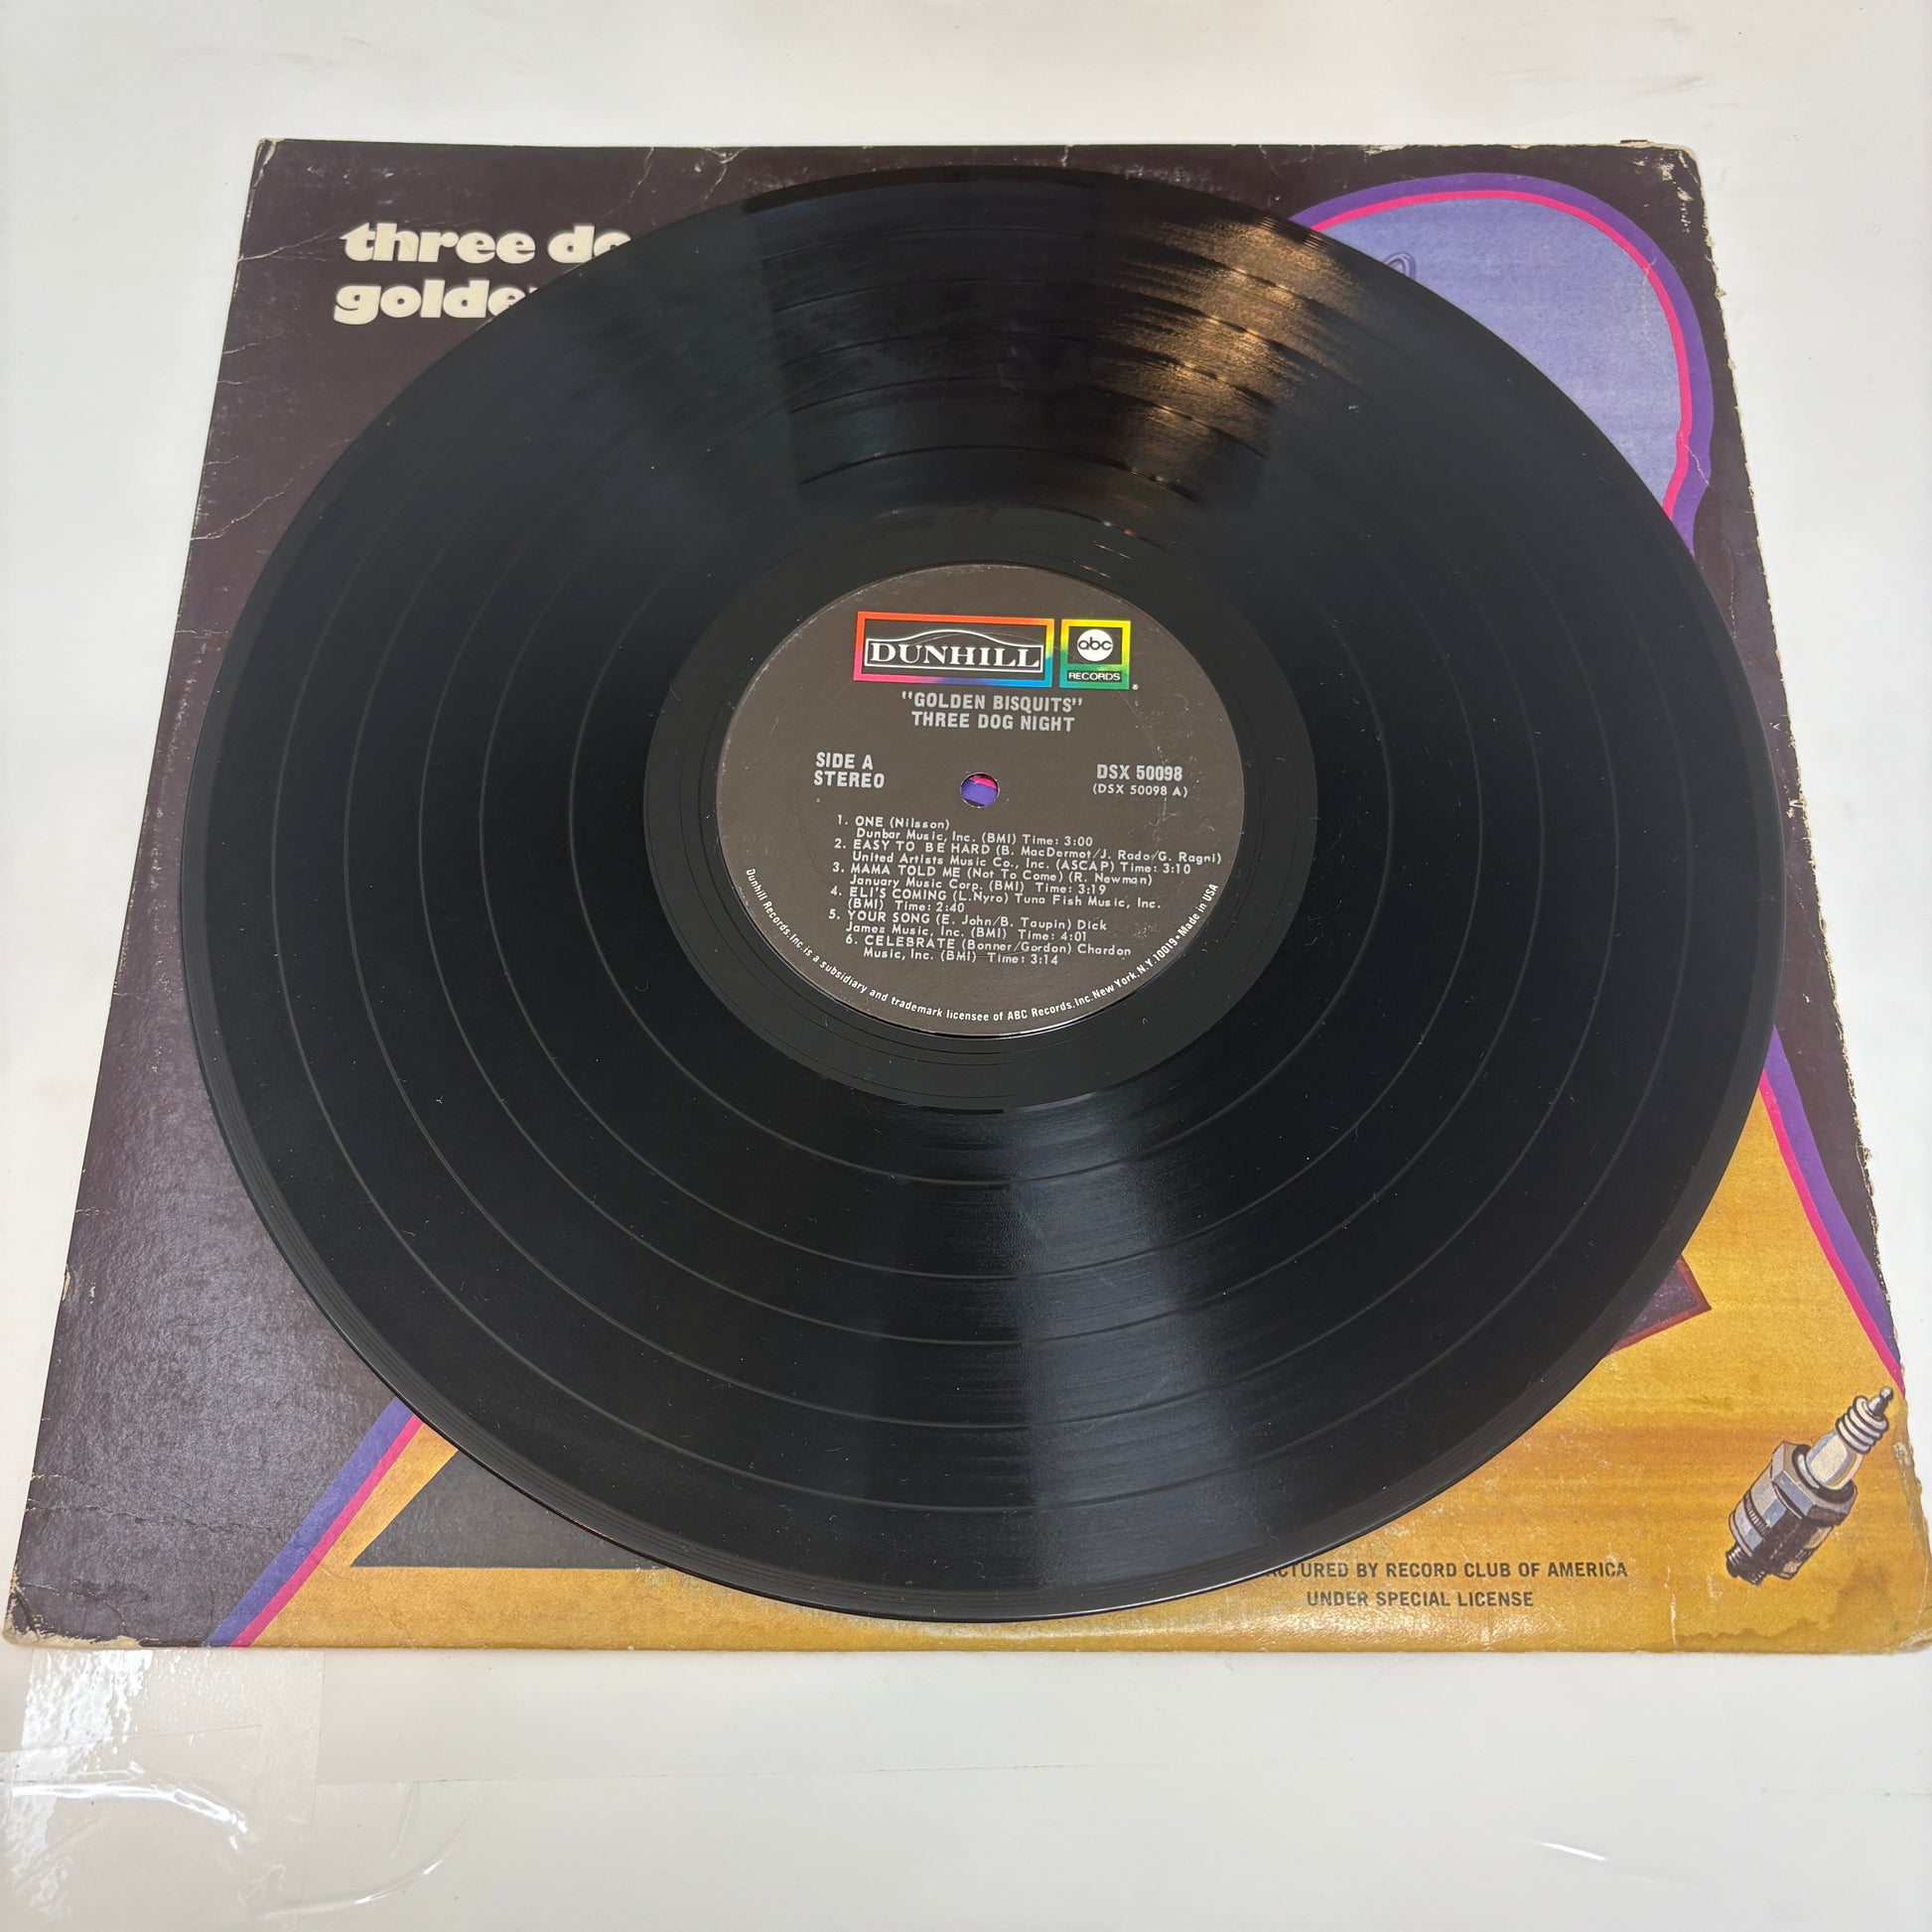 three do
golde
DUNHILL
abc
RECORDS
®
"GOLDEN BISQUITS"
THREE DOG NIGHT
SIDE A
STEREO
DSX 50098
(DSX 50098 A)
1. ONE (Nilsson)
Dunbar Music, Inc. (BMI) Time: 3:00
2. EASY TO BE HARD (B. MacDermot/J. Rado/G. Ragni)
United Artists Music Co., Inc. (ASCAP) Time: 3:10
3. MAMA TOLD ME (Not To Come) (R. Newman)
January Music Corp. (BMI) Time: 3:19
4. ELI'S COMING (L.Nyro) Tuna Fish Music, Inc.
(BMI) Time: 2:40
5. YOUR SONG (E. John/B. Taupin) Dick
James Music, Inc. (BMI) Time: 4:01
6. CELEBRATE (Bonner/Gordon) Chardon
Music, Inc. (BMI) Time: 3:14
Dunhill Records, Inc. is a subsidiary and trademark licensee of ABC Records, Inc. New York, N.Y. 10019 • Made in USA
ACTURED BY RECORD CLUB OF AMERICA
UNDER SPECIAL LICENSE